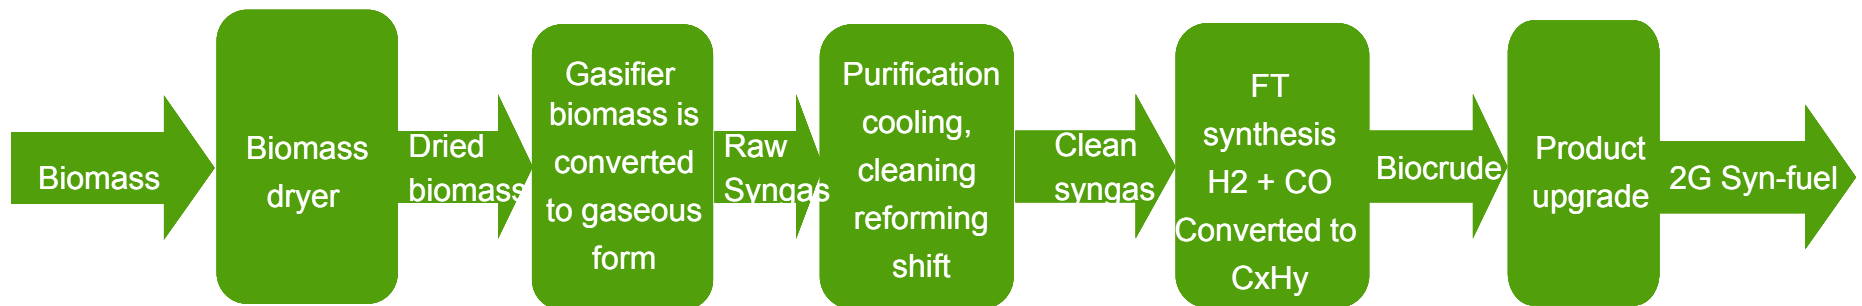 Biomass
Biomass
dryer
Dried
biomass
Gasifier
biomass is
converted
to gaseous
form
Raw
Syngas
Purification
cooling,
cleaning
reforming
shift
Clean
syngas
FT
synthesis
H2 + CO
Converted to
CxHy
Biocrude
Product
upgrade
2G Syn-fuel